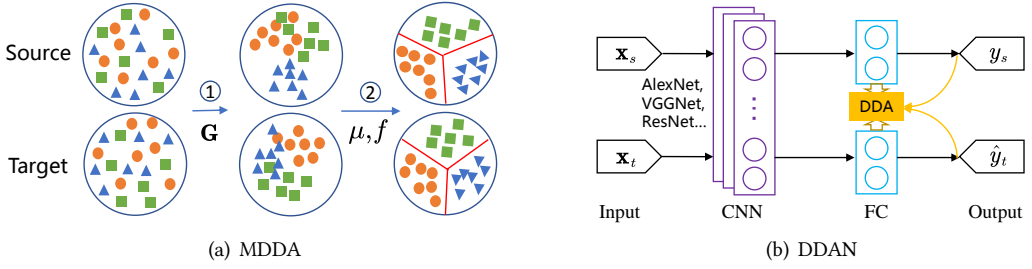 Source
Target
①
G
②
μ, f
(a) MDDA
x_s
x_t
AlexNet,
VGGNet,
ResNet...
DDA
y_s
ŷ_t
Input
CNN
FC
Output
(b) DDAN